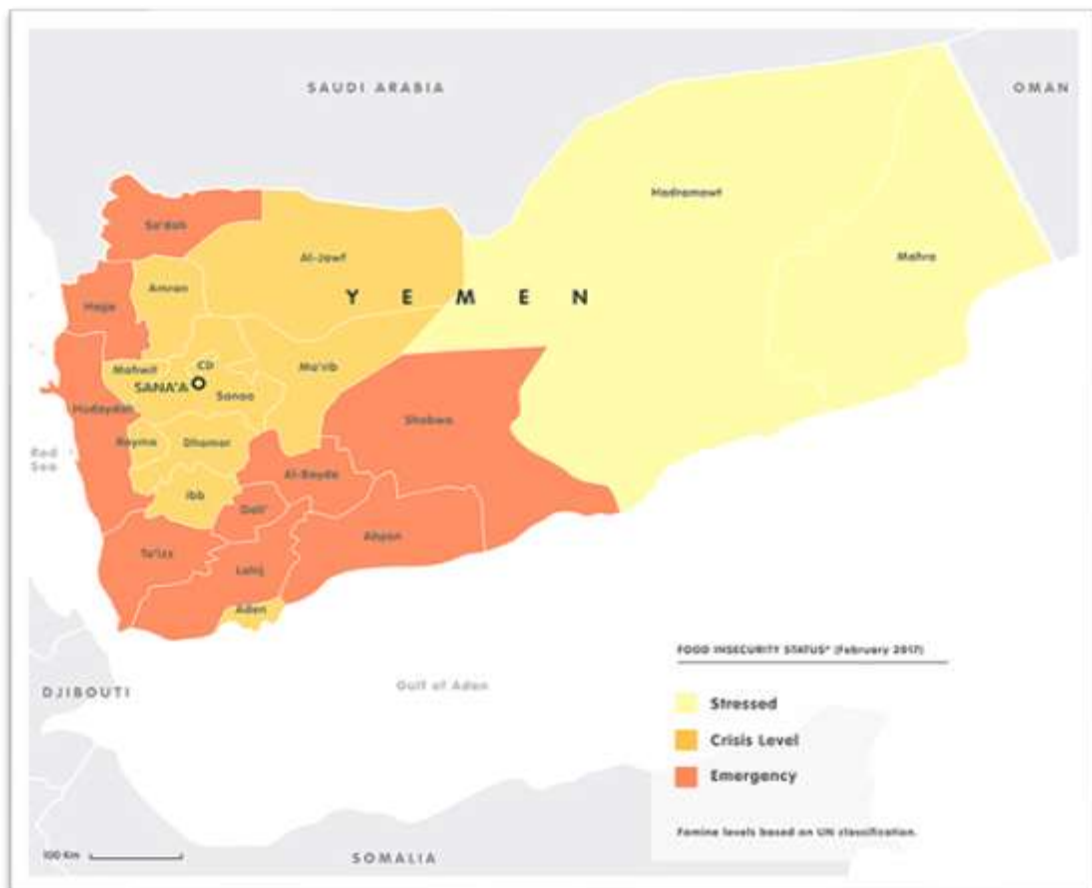 SAUDI ARABIA
OMAN
Hadramawt
Sa'dah
Al-Jawf
Mahra
Amran
Hajja
Y E M E N
Mahwit
CD
Ma'rib
SANA'A
Sanaa
Hudaydah
Shabwa
Rayma
Dhamar
Red
Sea
Al-Bayda
Ibb
Dali'
Abyan
Ta'izz
Lahij
Aden
FOOD INSECURITY STATUS* (February 2017)
Gulf of Aden
DJIBOUTI
Stressed
Crisis Level
Emergency
Famine levels based on UN classification.
100 Km
SOMALIA